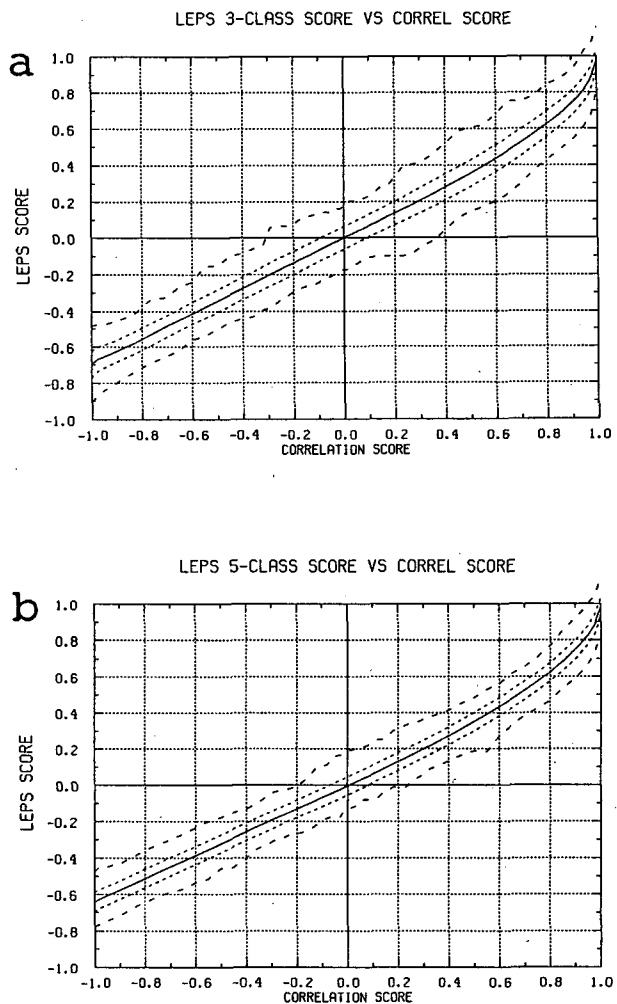 LEPS 3-CLASS SCORE VS CORREL SCORE
a
1.0
0.8
0.6
0.4
0.2
0.0
-0.2
-0.4
-0.6
-0.8
-1.0
LEPS SCORE
-1.0 -0.8 -0.6 -0.4 -0.2 0.0 0.2 0.4 0.6 0.8 1.0
CORRELATION SCORE
LEPS 5-CLASS SCORE VS CORREL SCORE
b
1.0
0.8
0.6
0.4
0.2
0.0
-0.2
-0.4
-0.6
-0.8
-1.0
LEPS SCORE
-1.0 -0.8 -0.6 -0.4 -0.2 0.0 0.2 0.4 0.6 0.8 1.0
CORRELATION SCORE